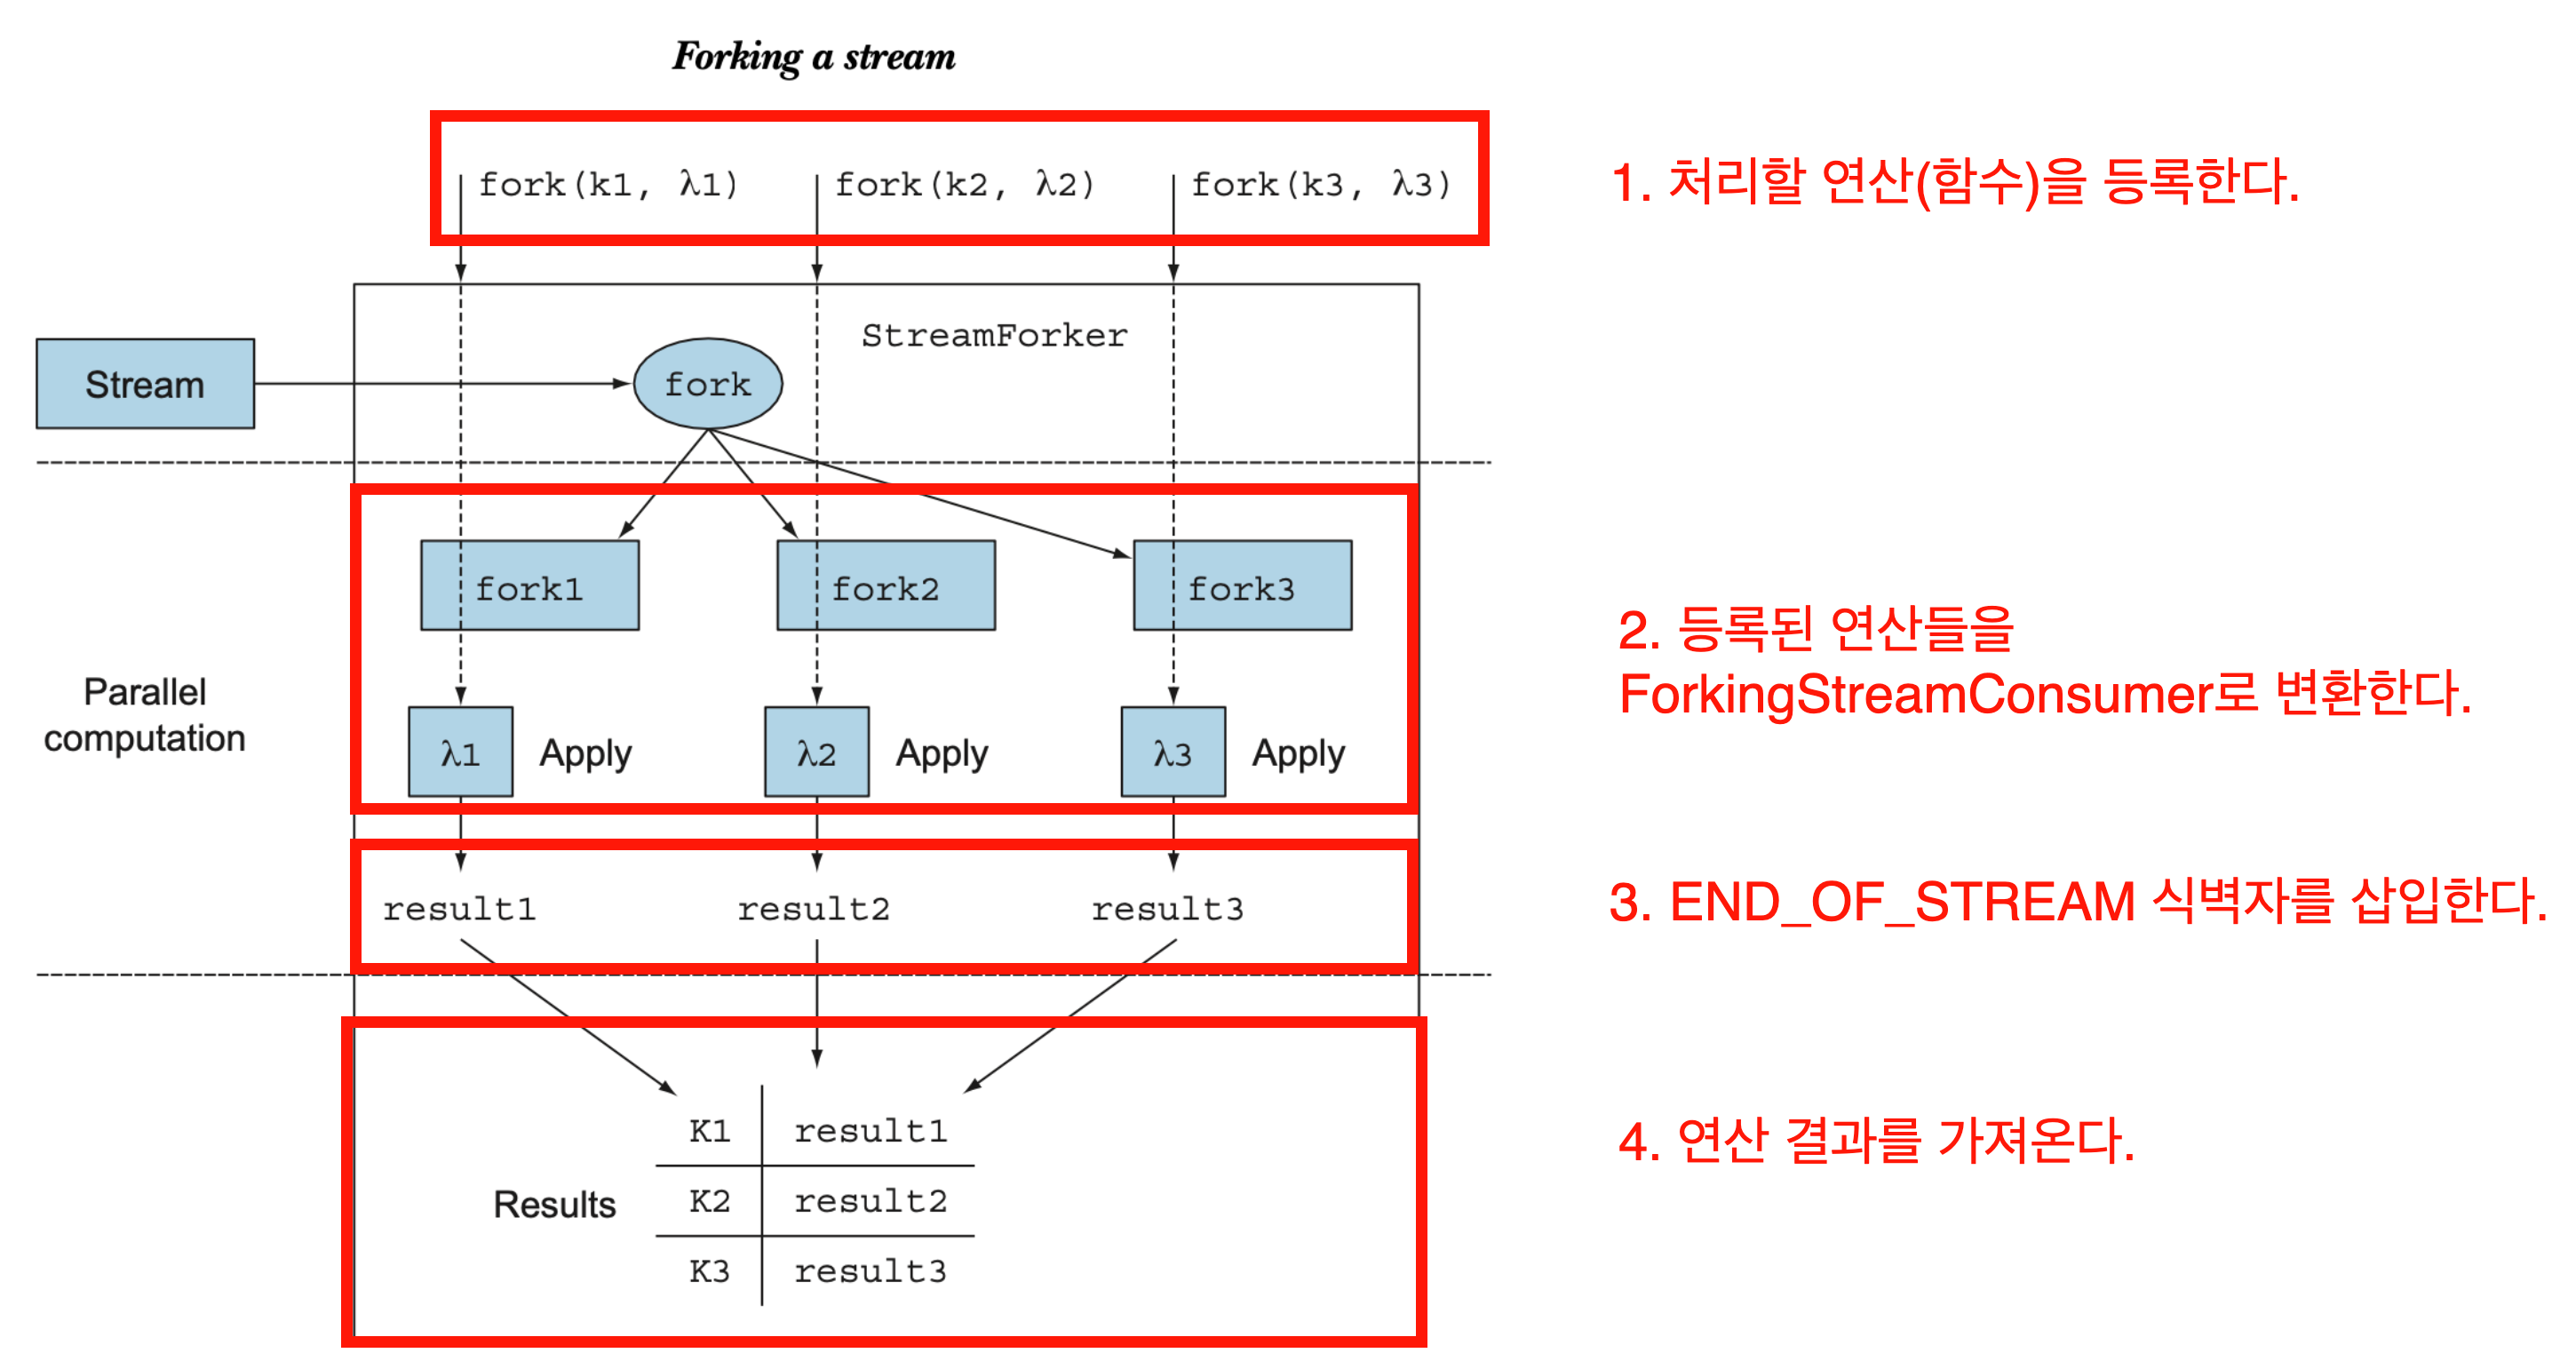 Forking a stream
fork(k1, λ1)
fork(k2, λ2)
fork(k3, λ3)
1. 처리할 연산(함수)을 등록한다.
StreamForker
Stream
fork
fork1
fork2
fork3
2. 등록된 연산들을
ForkingStreamConsumer로 변환한다.
Parallel
computation
λ1
Apply
λ2
Apply
λ3
Apply
result1
result2
result3
3. END_OF_STREAM 식벽자를 삽입한다.
4. 연산 결과를 가져온다.
K1
result1
Results
K2
result2
K3
result3